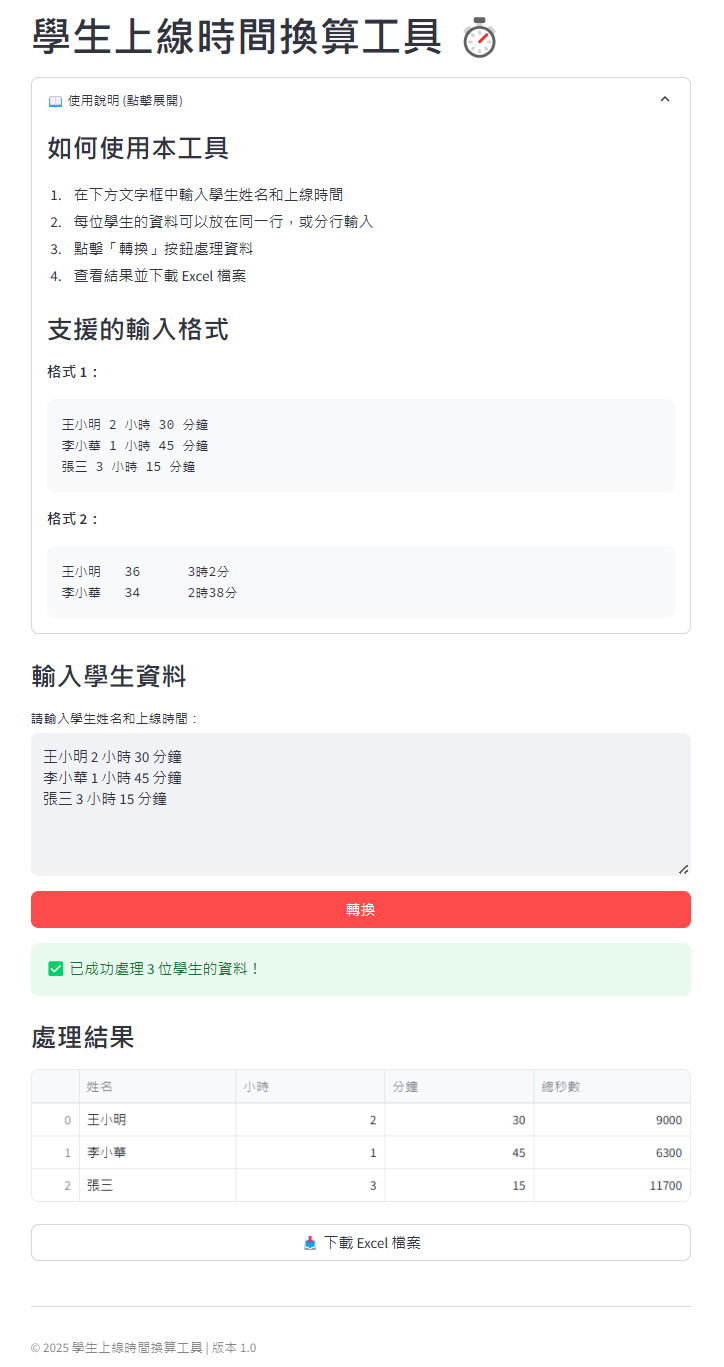 學生上線時間換算工具 ⏱️
📖 使用說明 (點擊展開)
如何使用本工具
1. 在下方文字框中輸入學生姓名和上線時間
2. 每位學生的資料可以放在同一行，或分行輸入
3. 點擊「轉換」按鈕處理資料
4. 查看結果並下載 Excel 檔案
支援的輸入格式
格式 1：
王小明 2 小時 30 分鐘
李小華 1 小時 45 分鐘
張三 3 小時 15 分鐘
格式 2：
王小明 36 3時2分
李小華 34 2時38分
輸入學生資料
請輸入學生姓名和上線時間：
王小明 2 小時 30 分鐘
李小華 1 小時 45 分鐘
張三 3 小時 15 分鐘
轉換
✅ 已成功處理 3 位學生的資料！
處理結果
姓名 小時 分鐘 總秒數
0 王小明 2 30 9000
1 李小華 1 45 6300
2 張三 3 15 11700
📥 下載 Excel 檔案
© 2025 學生上線時間換算工具 | 版本 1.0